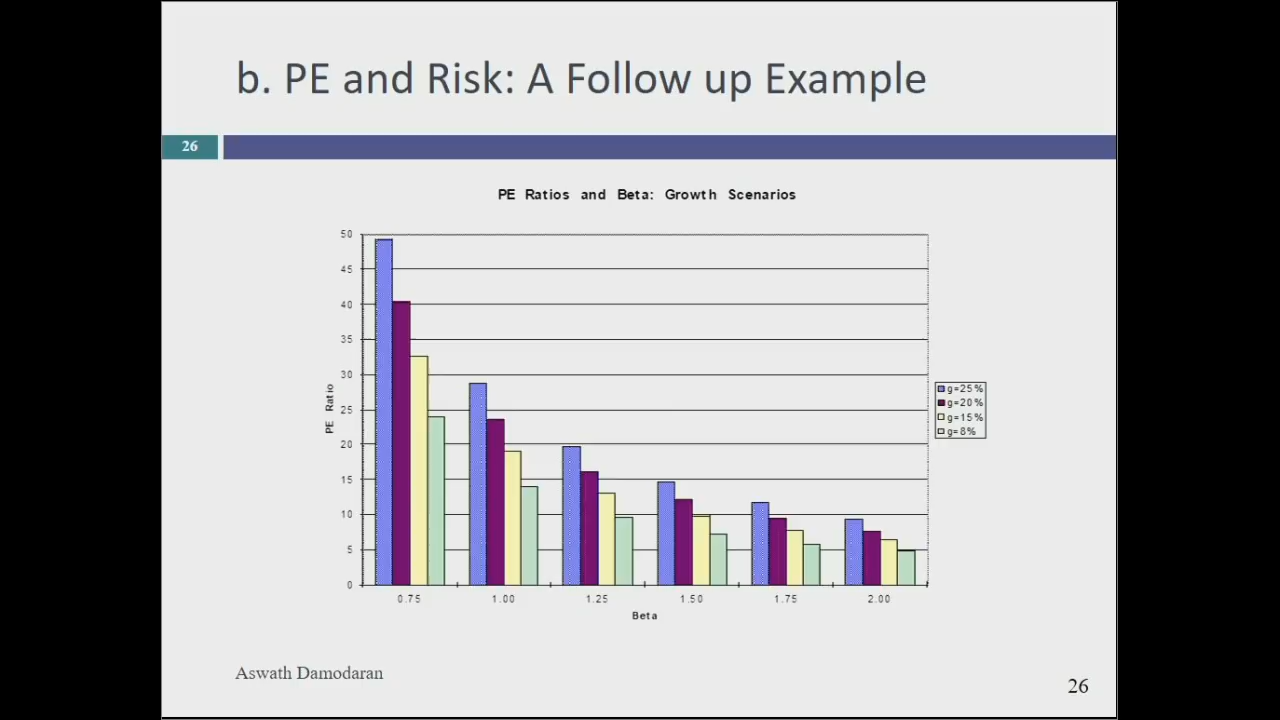 b. PE and Risk: A Follow up Example
26
PE Ratios and Beta: Growth Scenarios
50
45
40
35
30
25
20
15
10
5
0
PE Ratio
0.75 1.00 1.25 1.50 1.75 2.00
Beta
g=25%
g=20%
g=15%
g=8%
Aswath Damodaran
26